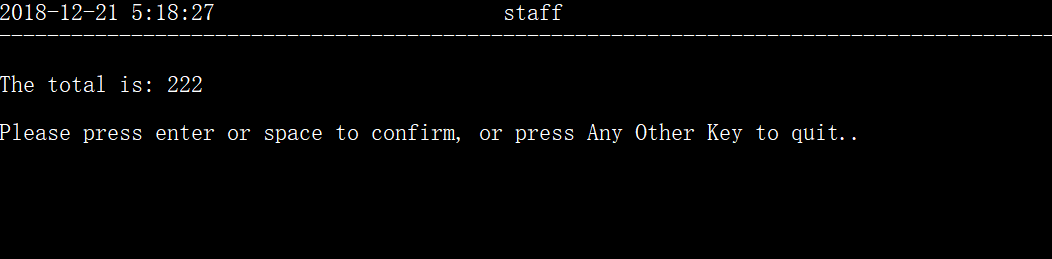 2018-12-21 5:18:27 staff
--------------------------------------------------------------------------------
The total is: 222
Please press enter or space to confirm, or press Any Other Key to quit..